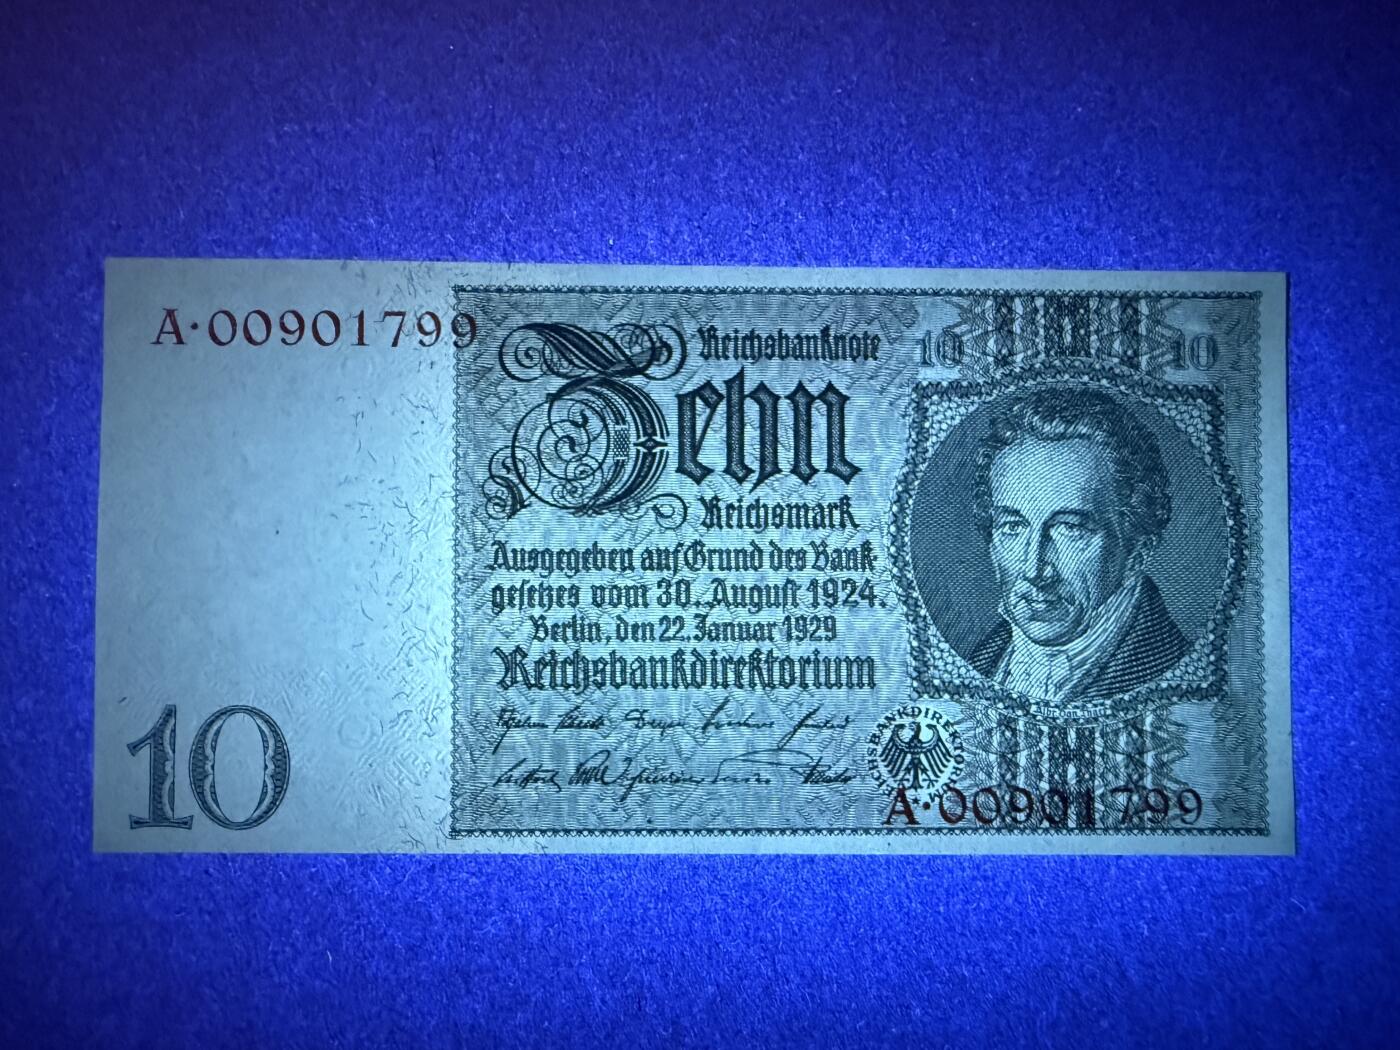 A·00901799
Reichsbanknote
10 10
Zehn
Reichsmark
Ausgegeben auf Grund des Bank-
gesetzes vom 30. August 1924.
Berlin, den 22. Januar 1929
Reichsbankdirektorium
REICHSBANKDIREKTORIUM
10
A·00901799